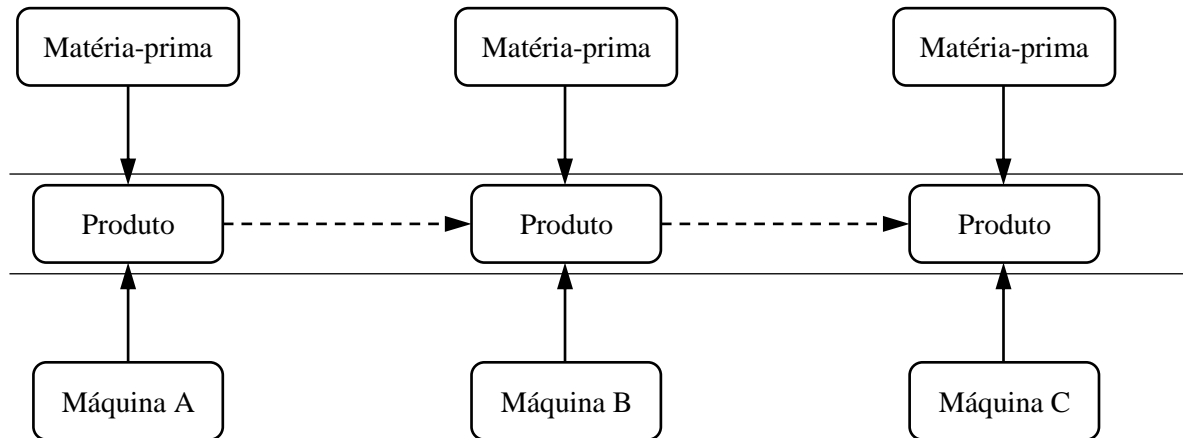 Matéria-prima
Matéria-prima
Matéria-prima
Produto
Produto
Produto
Máquina A
Máquina B
Máquina C